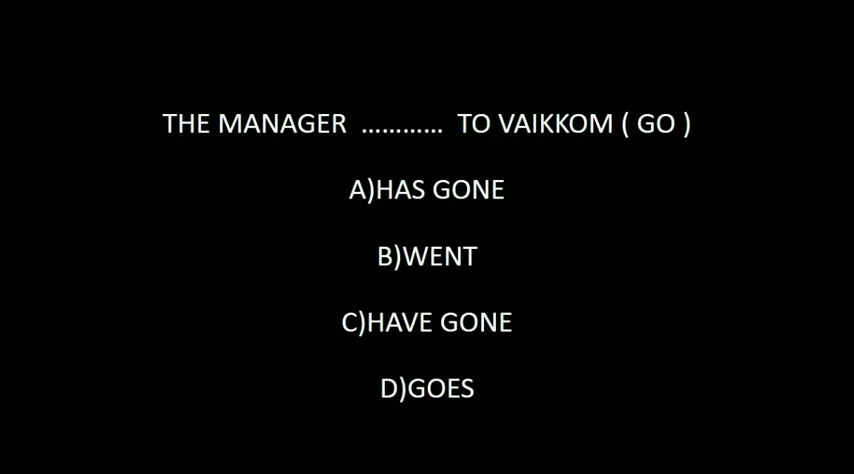 THE MANAGER ............ TO VAIKKOM ( GO )
A)HAS GONE
B)WENT
C)HAVE GONE
D)GOES